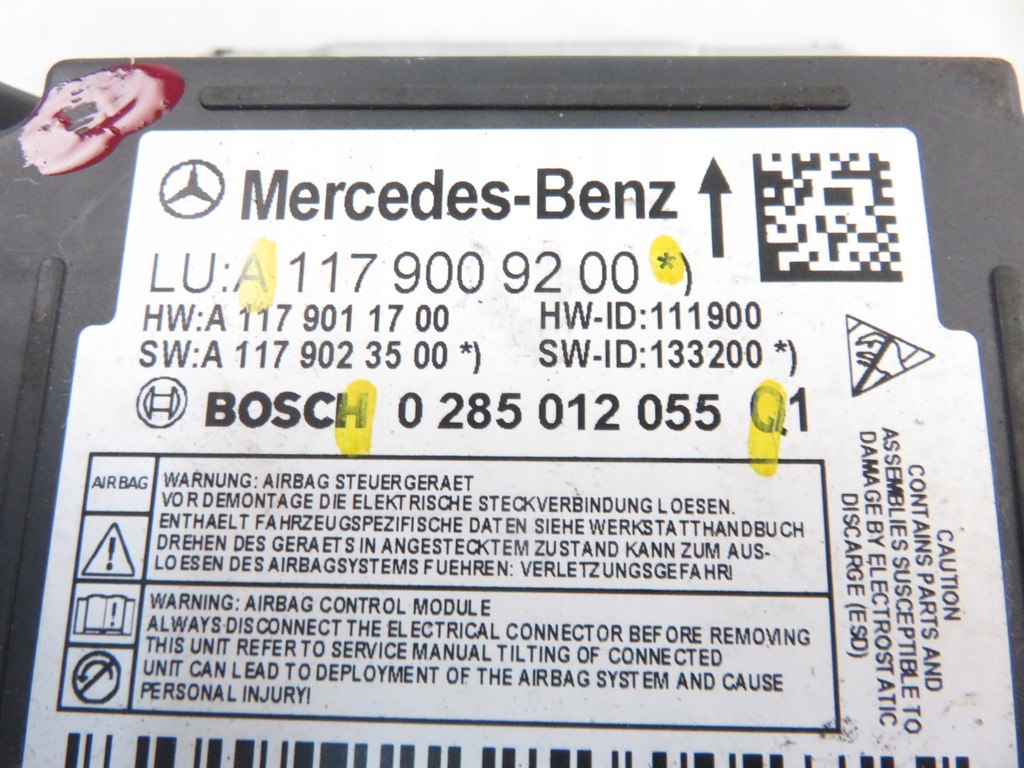 Mercedes-Benz
LU:A 117 900 92 00 *)
HW:A 117 901 17 00 HW-ID:111900
SW:A 117 902 35 00 *) SW-ID:133200 *)
BOSCH 0 285 012 055 Q1
AIRBAG
WARNUNG: AIRBAG STEUERGERAET
VOR DEMONTAGE DIE ELEKTRISCHE STECKVERBINDUNG LOESEN.
ENTHAELT FAHRZEUGSPEZIFISCHE DATEN SIEHE WERKSTATTHANDBUCH
DREHEN DES GERAETS IN ANGESTECKTEM ZUSTAND KANN ZUM AUS-
LOESEN DES AIRBAGSYSTEMS FUEHREN: VERLETZUNGSGEFAHR!
WARNING: AIRBAG CONTROL MODULE
ALWAYS DISCONNECT THE ELECTRICAL CONNECTOR BEFORE REMOVING
THIS UNIT REFER TO SERVICE MANUAL TILTING OF CONNECTED
UNIT CAN LEAD TO DEPLOYMENT OF THE AIRBAG SYSTEM AND CAUSE
PERSONAL INJURY!
CAUTION
CONTAINS PARTS AND
ASSEMBLIES SUSCEPTIBLE TO
DAMAGE BY ELECTROSTATIC
DISCHARGE (ESD)